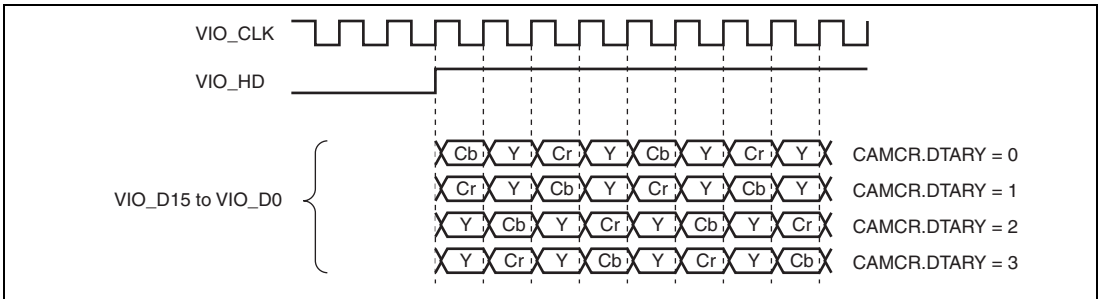 VIO_CLK
VIO_HD
VIO_D15 to VIO_D0
Cb Y Cr Y Cb Y Cr Y CAMCR.DTARY = 0
Cr Y Cb Y Cr Y Cb Y CAMCR.DTARY = 1
Y Cb Y Cr Y Cb Y Cr CAMCR.DTARY = 2
Y Cr Y Cb Y Cr Y Cb CAMCR.DTARY = 3